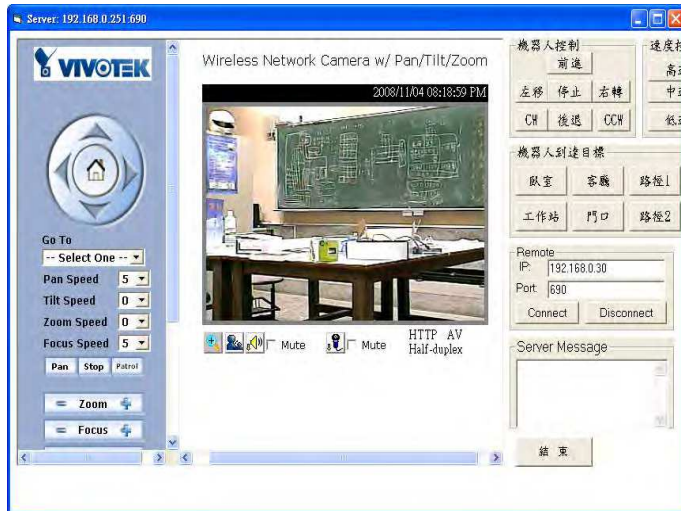 Server: 192.168.0.251:690
VIVOTEK
Go To
-- Select One --
Pan Speed 5
Tilt Speed 0
Zoom Speed 0
Focus Speed 5
Pan Stop Patrol
Zoom
Focus
Wireless Network Camera w/ Pan/Tilt/Zoom
2008/11/04 08:18:59 PM
Mute
Mute
HTTP AV
Half-duplex
機器人控制
前進
左移 停止 右轉
CW 後退 CCW
速度
機器人到達目標
臥室 客廳 路徑1
工作站 門口 路徑2
Remote
IP: 192.168.0.30
Port: 690
Connect Disconnect
Server Message
結束